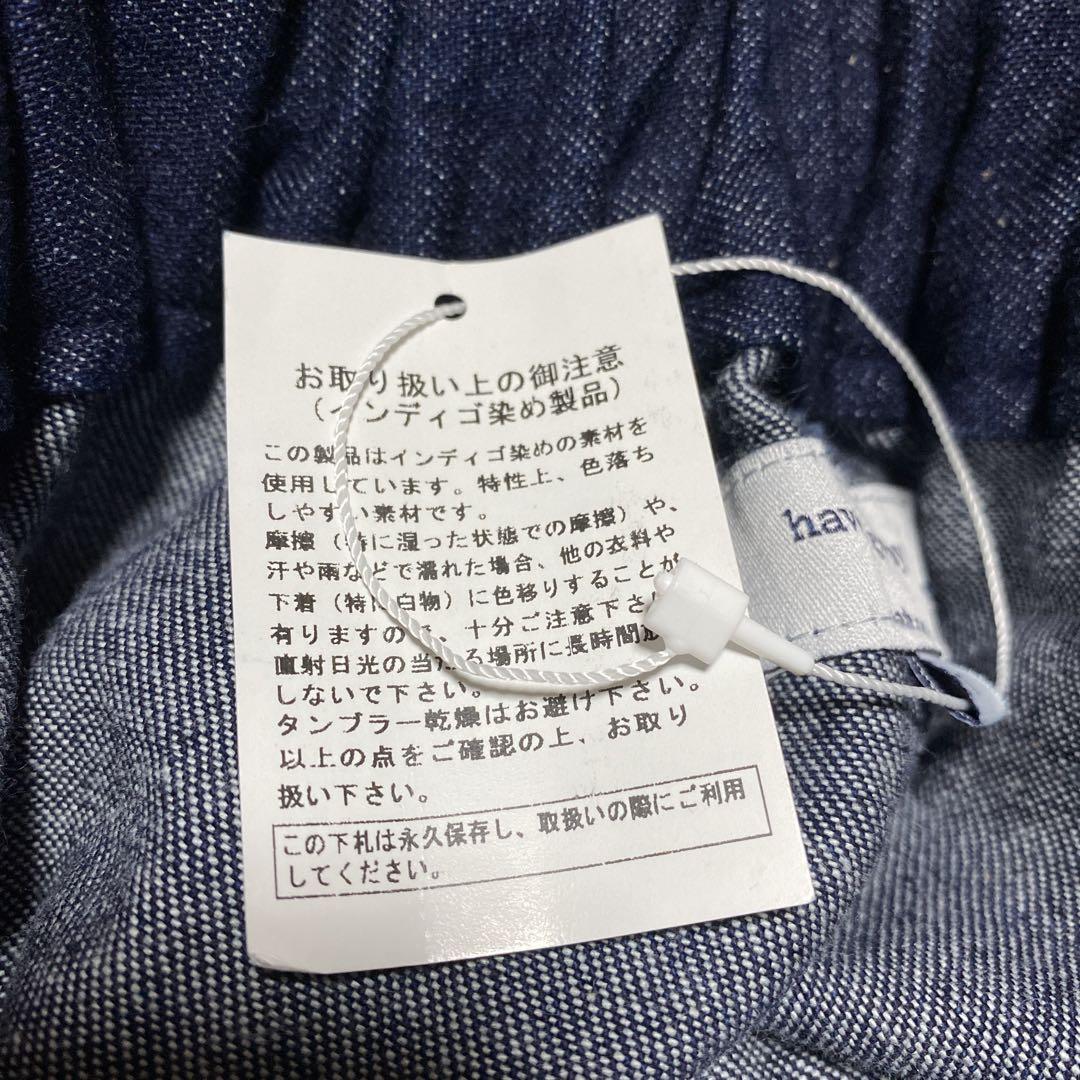 お取り扱い上の御注意
（インディゴ染め製品）
この製品はインディゴ染めの素材を
使用しています。特性上、色落ち
しやすい素材です。
摩擦（特に湿った状態での摩擦）や、
汗や雨などで濡れた場合、他の衣料や
下着（特に白物）に色移りすることが
有りますので、十分ご注意下さい
直射日光の当たる場所に長時間放
しないで下さい。
タンブラー乾燥はお避け下さい。
以上の点をご確認の上、お取り
扱い下さい。
この下札は永久保存し、取扱いの際にご利用
してください。
hav